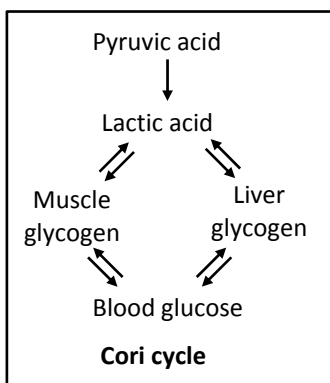 Pyruvic acid
Lactic acid
Muscle
glycogen
Liver
glycogen
Blood glucose
Cori cycle